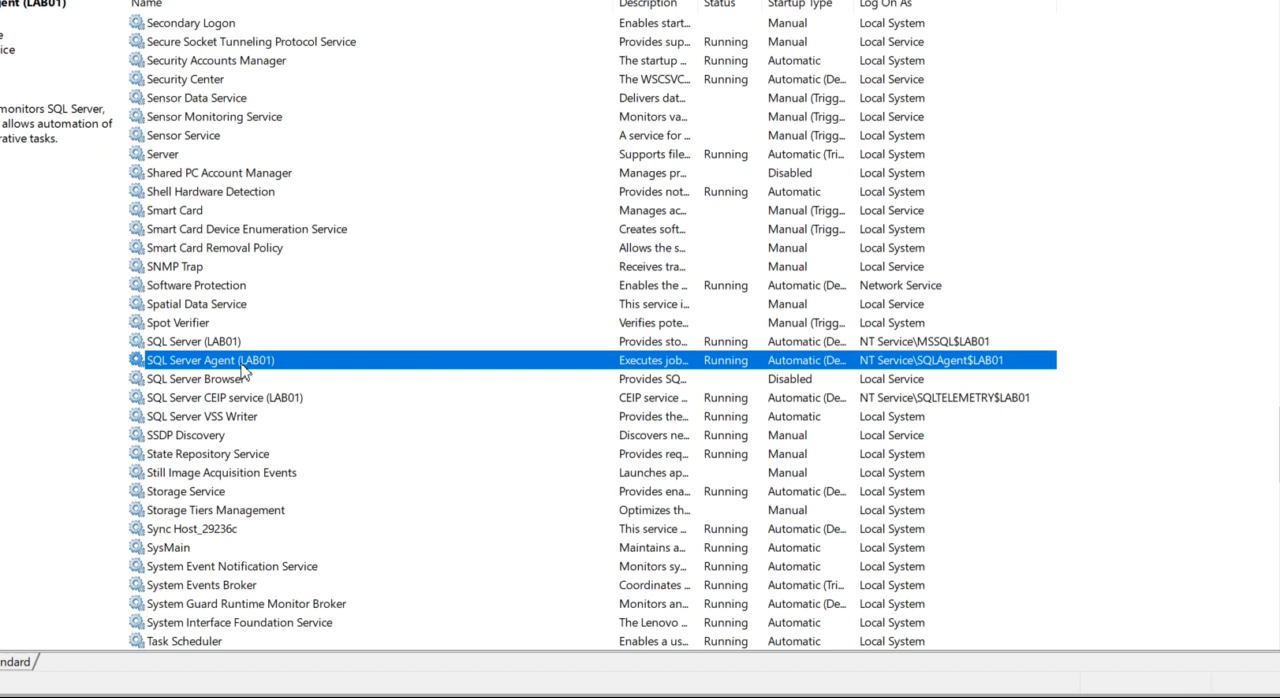 ent (LAB01)
e
ice
monitors SQL Server,
allows automation of
rative tasks.
Name Description Status Startup Type Log On As
Secondary Logon Enables start... Manual Local System
Secure Socket Tunneling Protocol Service Provides sup... Running Manual Local Service
Security Accounts Manager The startup ... Running Automatic Local System
Security Center The WSCSVC... Running Automatic (De... Local Service
Sensor Data Service Delivers dat... Manual (Trigg... Local System
Sensor Monitoring Service Monitors va... Manual (Trigg... Local Service
Sensor Service A service for ... Manual (Trigg... Local System
Server Supports file... Running Automatic (Tri... Local System
Shared PC Account Manager Manages pr... Disabled Local System
Shell Hardware Detection Provides not... Running Automatic Local System
Smart Card Manages ac... Manual (Trigg... Local Service
Smart Card Device Enumeration Service Creates soft... Manual (Trigg... Local System
Smart Card Removal Policy Allows the s... Manual Local System
SNMP Trap Receives tra... Manual Local Service
Software Protection Enables the ... Running Automatic (De... Network Service
Spatial Data Service This service i... Manual Local Service
Spot Verifier Verifies pote... Manual (Trigg... Local System
SQL Server (LAB01) Provides sto... Running Automatic (De... NT Service\MSSQL$LAB01
SQL Server Agent (LAB01) Executes job... Running Automatic (De... NT Service\SQLAgent$LAB01
SQL Server Browser Provides SQ... Disabled Local Service
SQL Server CEIP service (LAB01) CEIP service ... Running Automatic (De... NT Service\SQLTELEMETRY$LAB01
SQL Server VSS Writer Provides the... Running Automatic Local System
SSDP Discovery Discovers ne... Running Manual Local Service
State Repository Service Provides req... Running Manual Local System
Still Image Acquisition Events Launches ap... Manual Local System
Storage Service Provides ena... Running Automatic (De... Local System
Storage Tiers Management Optimizes th... Manual Local System
Sync Host_29236c This service ... Running Automatic (De... Local System
SysMain Maintains a... Running Automatic Local System
System Event Notification Service Monitors sy... Running Automatic Local System
System Events Broker Coordinates ... Running Automatic (Tri... Local System
System Guard Runtime Monitor Broker Monitors an... Running Automatic (De... Local System
System Interface Foundation Service The Lenovo ... Running Automatic Local System
Task Scheduler Enables a us... Running Automatic Local System
ndard